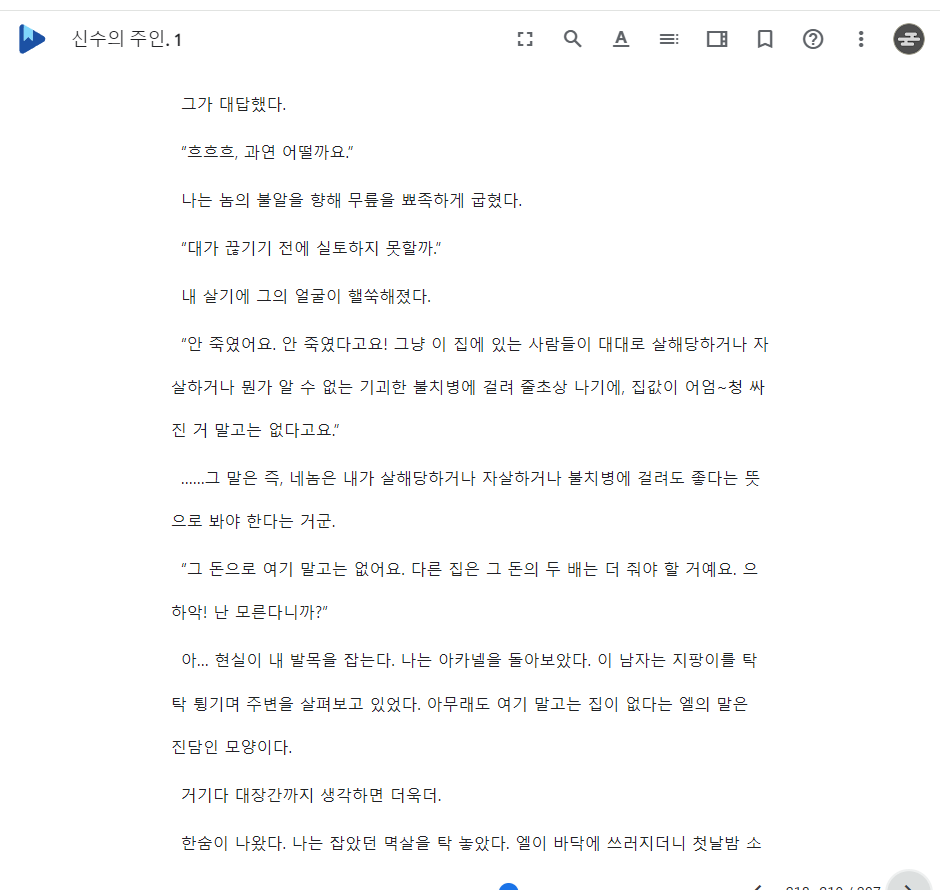 신수의 주인. 1
그가 대답했다.
“흐흐흐, 과연 어떨까요.”
나는 놈의 불알을 향해 무릎을 뾰족하게 굽혔다.
“대가 끊기기 전에 실토하지 못할까.”
내 살기에 그의 얼굴이 핼쑥해졌다.
“안 죽였어요. 안 죽였다고요! 그냥 이 집에 있는 사람들이 대대로 살해당하거나 자
살하거나 뭔가 알 수 없는 기괴한 불치병에 걸려 줄초상 나기에, 집값이 어엄~청 싸
진 거 말고는 없다고요.”
……그 말은 즉, 네놈은 내가 살해당하거나 자살하거나 불치병에 걸려도 좋다는 뜻
으로 봐야 한다는 거군.
“그 돈으로 여기 말고는 없어요. 다른 집은 그 돈의 두 배는 더 줘야 할 거예요. 으
하악! 난 모른다니까?”
아… 현실이 내 발목을 잡는다. 나는 아카넬을 돌아보았다. 이 남자는 지팡이를 탁
탁 튕기며 주변을 살펴보고 있었다. 아무래도 여기 말고는 집이 없다는 엘의 말은
진담인 모양이다.
거기다 대장간까지 생각하면 더욱더.
한숨이 나왔다. 나는 잡았던 멱살을 탁 놓았다. 엘이 바닥에 쓰러지더니 첫날밤 소